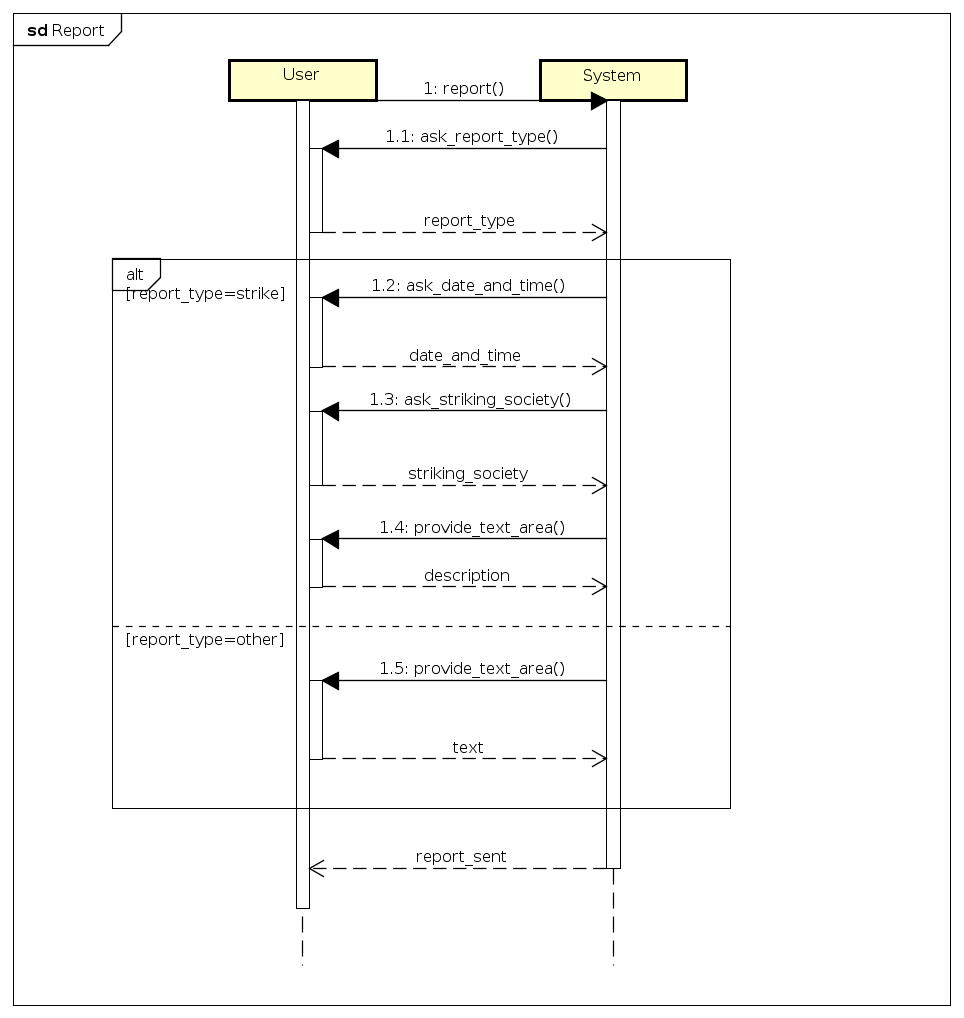 sd Report
User
System
1: report()
1.1: ask_report_type()
report_type
alt
[report_type=strike]
1.2: ask_date_and_time()
date_and_time
1.3: ask_striking_society()
striking_society
1.4: provide_text_area()
description
[report_type=other]
1.5: provide_text_area()
text
report_sent